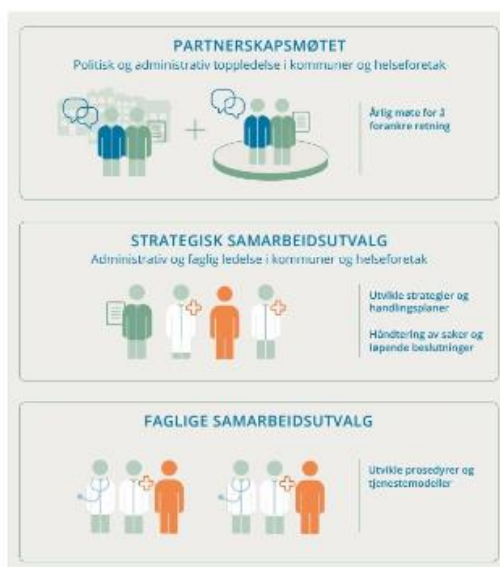 PARTNERSKAPSMØTET
Politisk og administrativ toppledelse i kommuner og helseforetak
Årlig møte for å
forankre retning
STRATEGISK SAMARBEIDSUTVALG
Administrativ og faglig ledelse i kommuner og helseforetak
Utvikle strategier og
handlingsplaner
Håndtering av saker og
løpende beslutninger
FAGLIGE SAMARBEIDSUTVALG
Utvikle prosedyrer og
tjenestemodeller